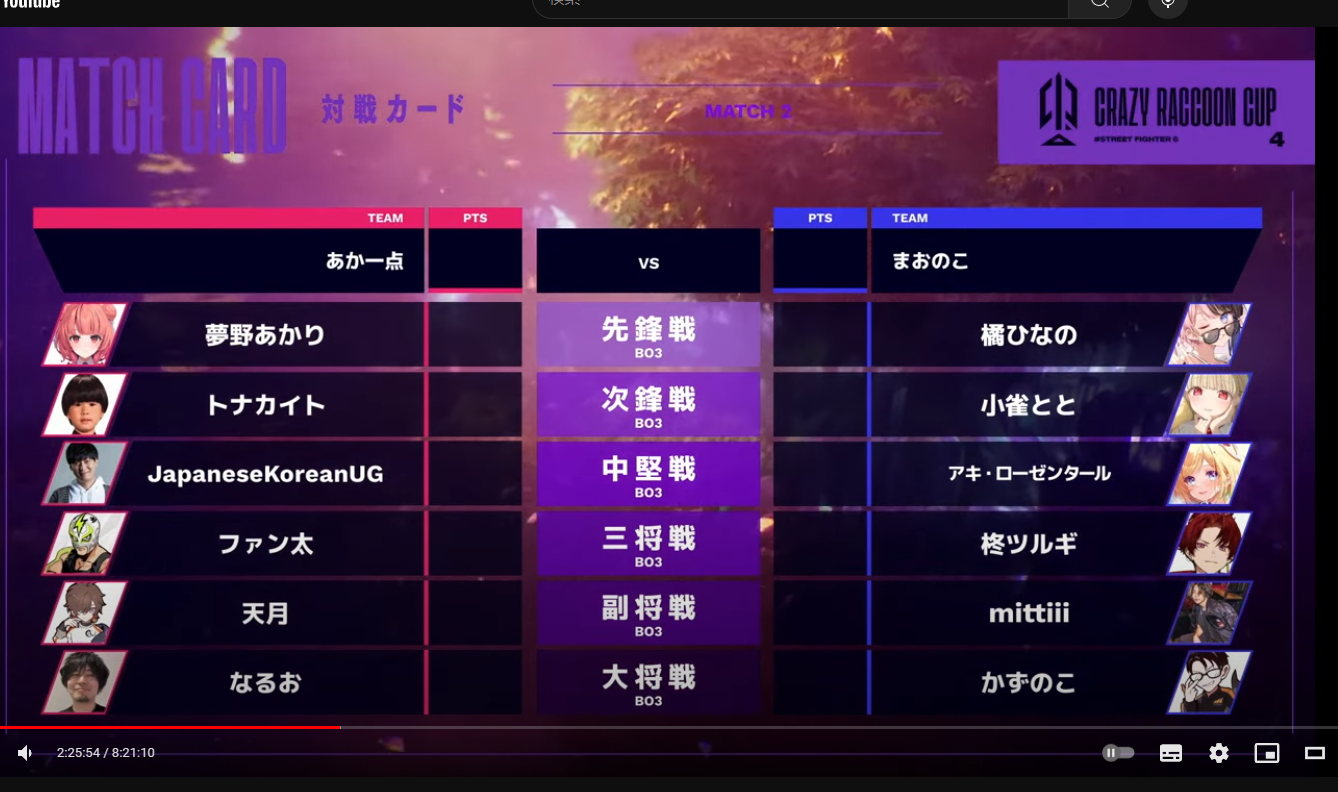 YouTube
検索
MATCH CARD
対戦カード
MATCH 2
CRAZY RACCOON CUP
#STREET FIGHTER 6
4
TEAM PTS PTS TEAM
あか一点 VS まおのこ
夢野あかり 先鋒戦 橘ひなの
BO3
トナカイト 次鋒戦 小雀とと
BO3
JapaneseKoreanUG 中堅戦 アキ・ローゼンタール
BO3
ファン太 三将戦 柊ツルギ
BO3
天月 副将戦 mittiii
BO3
なるお 大将戦 かずのこ
BO3
2:25:54 / 8:21:10